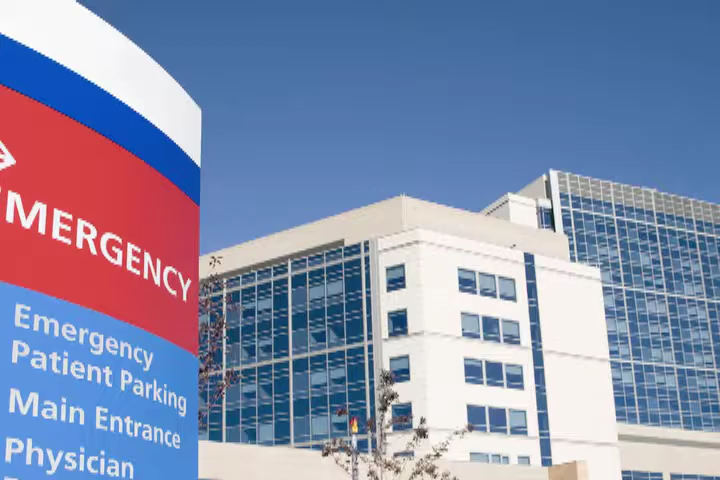 EMERGENCY
Emergency
Patient Parking
Main Entrance
Physician